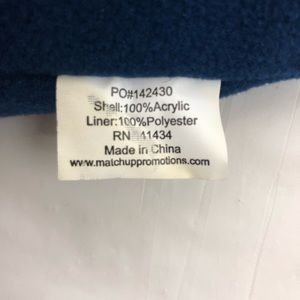 PO#142430
Shell:100%Acrylic
Liner:100%Polyester
RN 41434
Made in China
www.matchuppromotions.com